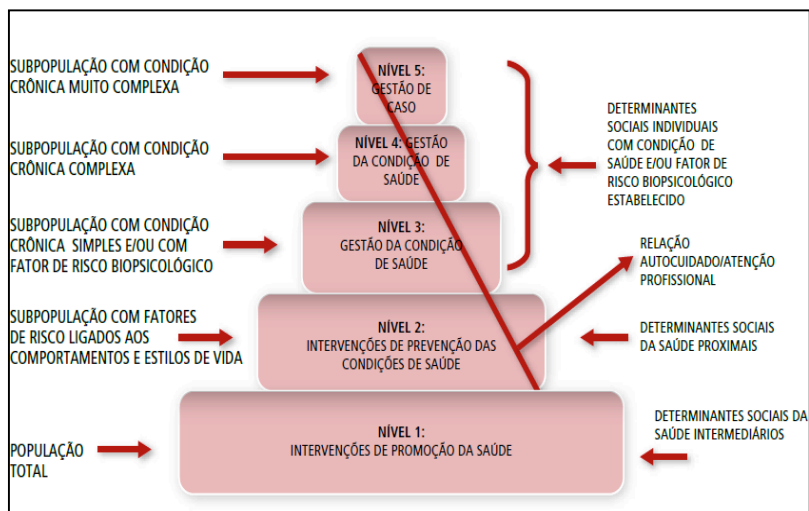 SUBPOPULAÇÃO COM CONDIÇÃO
CRÔNICA MUITO COMPLEXA
SUBPOPULAÇÃO COM CONDIÇÃO
CRÔNICA COMPLEXA
SUBPOPULAÇÃO COM CONDIÇÃO
CRÔNICA SIMPLES E/OU COM
FATOR DE RISCO BIOPSICOLÓGICO
SUBPOPULAÇÃO COM FATORES
DE RISCO LIGADOS AOS
COMPORTAMENTOS E ESTILOS DE VIDA
POPULAÇÃO
TOTAL
NÍVEL 5:
GESTÃO DE
CASO
NÍVEL 4: GESTÃO
DA CONDIÇÃO DE
SAÚDE
NÍVEL 3:
GESTÃO DA CONDIÇÃO
DE SAÚDE
NÍVEL 2:
INTERVENÇÕES DE PREVENÇÃO DAS
CONDIÇÕES DE SAÚDE
NÍVEL 1:
INTERVENÇÕES DE PROMOÇÃO DA SAÚDE
DETERMINANTES
SOCIAIS INDIVIDUAIS
COM CONDIÇÃO DE
SAÚDE E/OU FATOR DE
RISCO BIOPSICOLÓGICO
ESTABELECIDO
RELAÇÃO
AUTOCUIDADO/ATENÇÃO
PROFISSIONAL
DETERMINANTES SOCIAIS
DA SAÚDE PROXIMAIS
DETERMINANTES SOCIAIS DA
SAÚDE INTERMEDIÁRIOS